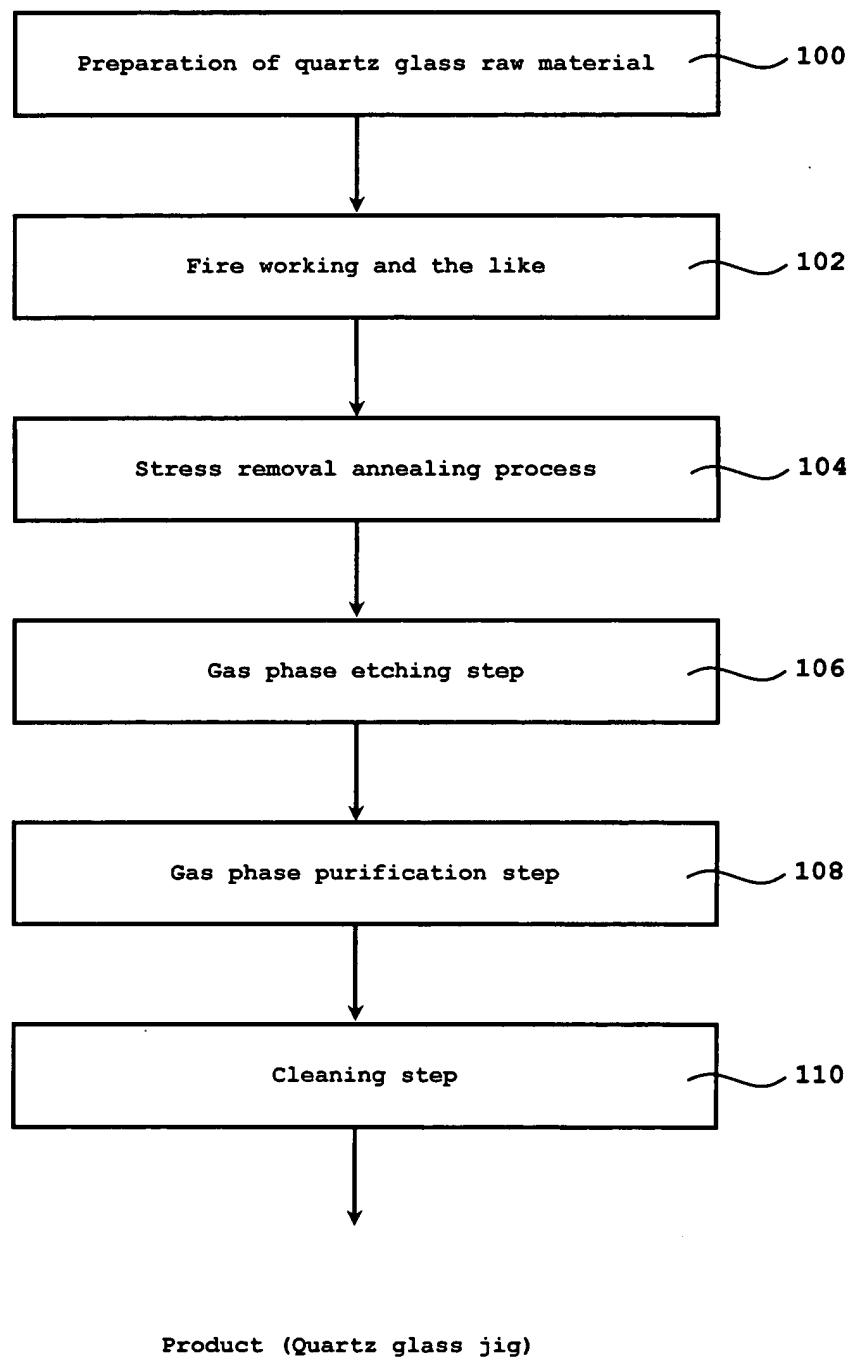 Preparation of quartz glass raw material
100
Fire working and the like
102
Stress removal annealing process
104
Gas phase etching step
106
Gas phase purification step
108
Cleaning step
110
Product (Quartz glass jig)